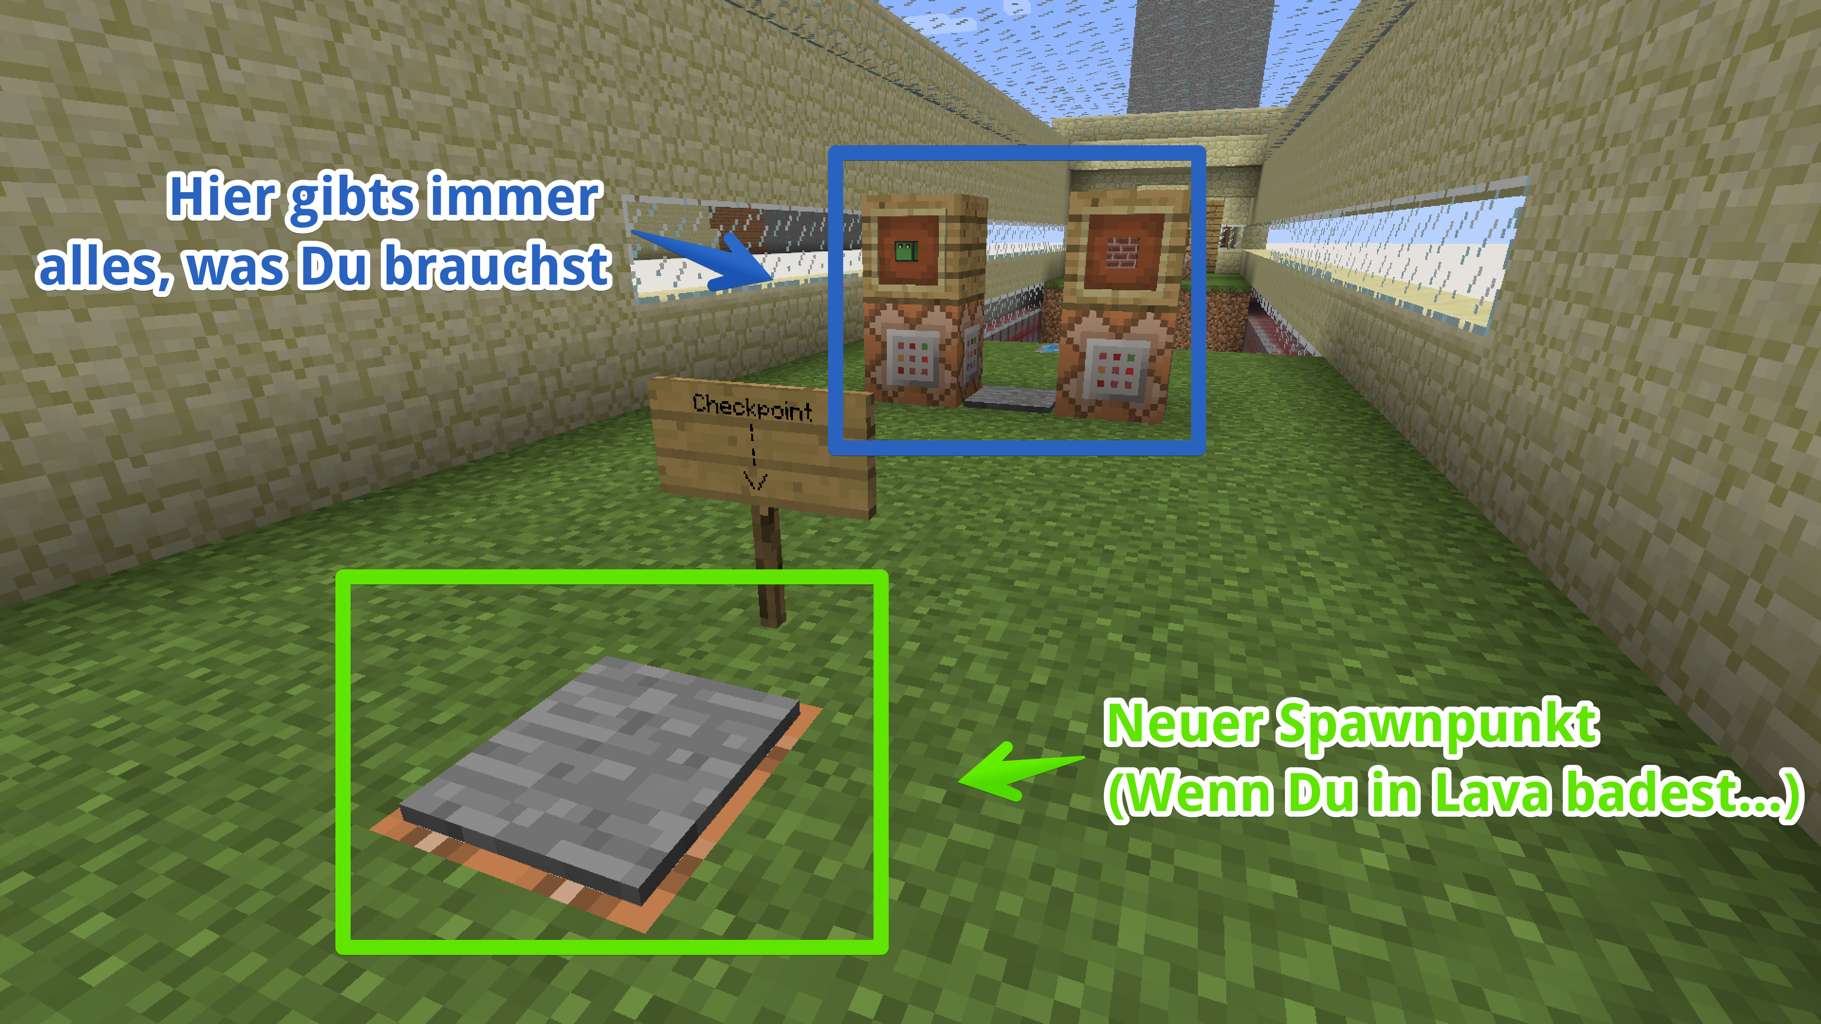 Hier gibts immer
alles, was Du brauchst
Checkpoint
Neuer Spawnpunkt
(Wenn Du in Lava badest...)